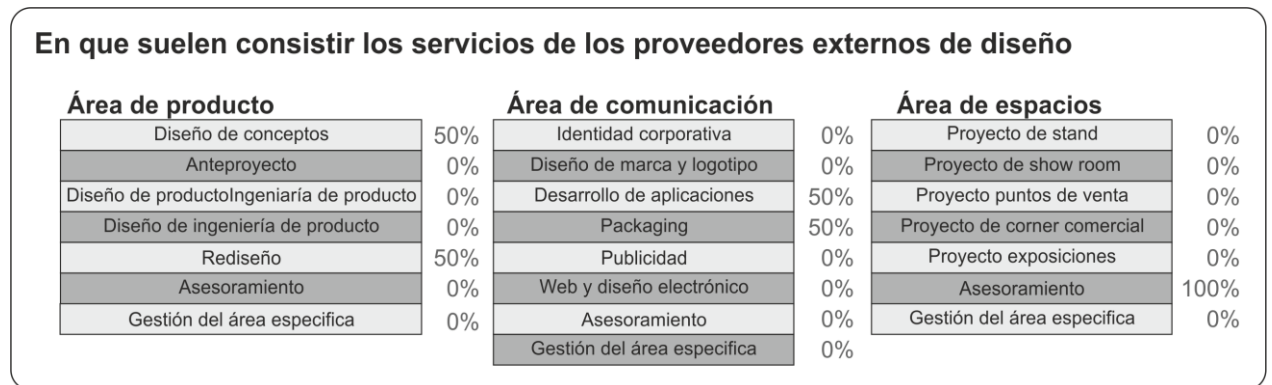 En que suelen consistir los servicios de los proveedores externos de diseño
Área de producto
Diseño de conceptos 50%
Anteproyecto 0%
Diseño de productoIngeniaría de producto 0%
Diseño de ingeniería de producto 0%
Rediseño 50%
Asesoramiento 0%
Gestión del área especifica 0%
Área de comunicación
Identidad corporativa 0%
Diseño de marca y logotipo 0%
Desarrollo de aplicaciones 50%
Packaging 50%
Publicidad 0%
Web y diseño electrónico 0%
Asesoramiento 0%
Gestión del área especifica 0%
Área de espacios
Proyecto de stand 0%
Proyecto de show room 0%
Proyecto puntos de venta 0%
Proyecto de corner comercial 0%
Proyecto exposiciones 0%
Asesoramiento 100%
Gestión del área especifica 0%